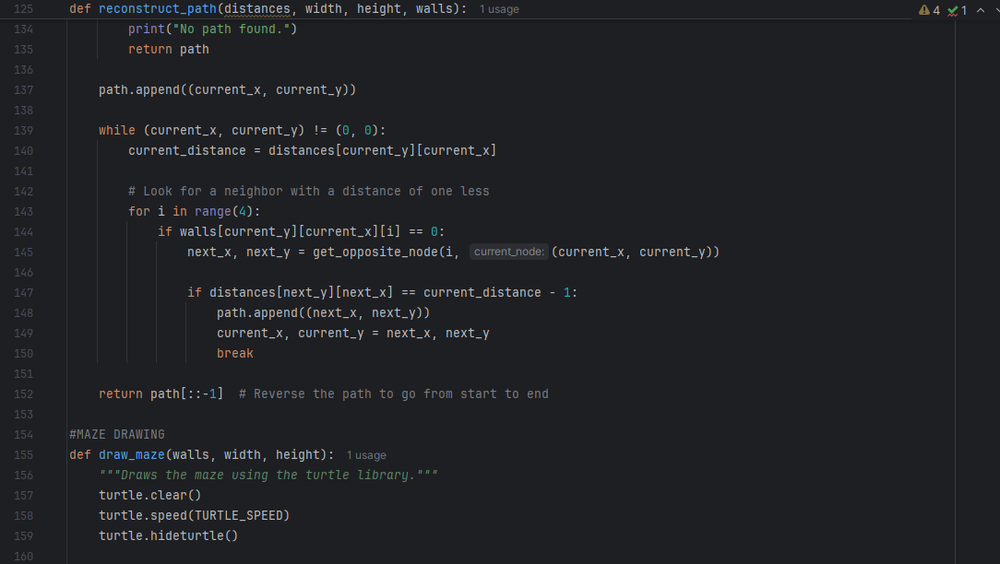 125 def reconstruct_path(distances, width, height, walls): 1 usage 4 1
134 print("No path found.")
135 return path
136
137 path.append((current_x, current_y))
138
139 while (current_x, current_y) != (0, 0):
140 current_distance = distances[current_y][current_x]
141
142 # Look for a neighbor with a distance of one less
143 for i in range(4):
144 if walls[current_y][current_x][i] == 0:
145 next_x, next_y = get_opposite_node(i, current_node: (current_x, current_y))
146
147 if distances[next_y][next_x] == current_distance - 1:
148 path.append((next_x, next_y))
149 current_x, current_y = next_x, next_y
150 break
151
152 return path[::-1]  # Reverse the path to go from start to end
153
154 #MAZE DRAWING
155 def draw_maze(walls, width, height): 1 usage
156 """Draws the maze using the turtle library."""
157 turtle.clear()
158 turtle.speed(TURTLE_SPEED)
159 turtle.hideturtle()
160